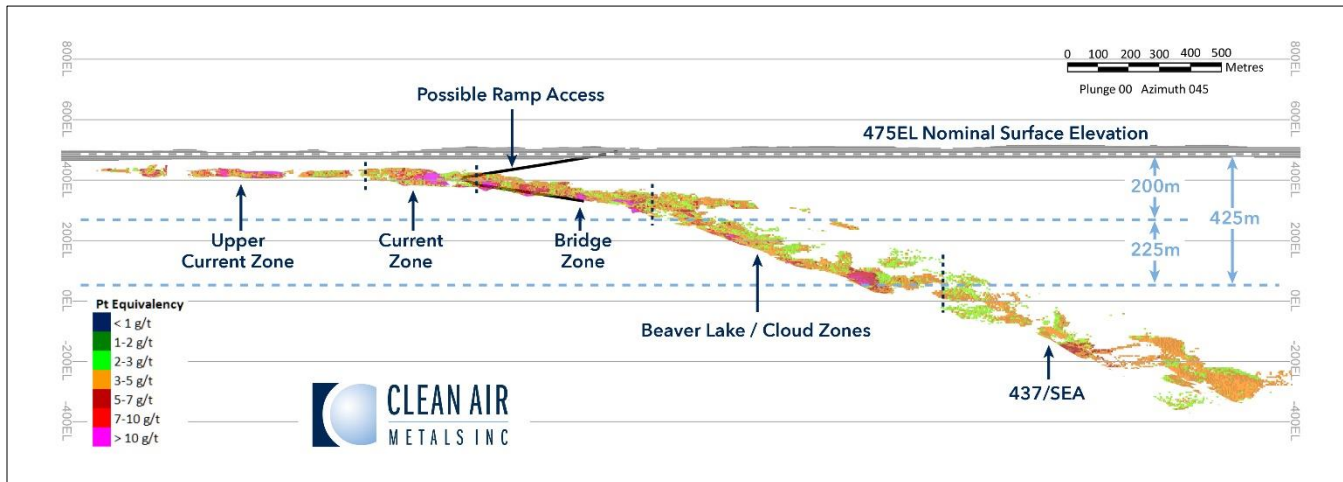 800EL
600EL
400EL
200EL
0EL
-200EL
-400EL
Possible Ramp Access
0 100 200 300 400 500
Metres
Plunge 00 Azimuth 045
475EL Nominal Surface Elevation
200m
425m
225m
Upper
Current Zone
Current
Zone
Bridge
Zone
Beaver Lake / Cloud Zones
437/SEA
Pt Equivalency
< 1 g/t
1-2 g/t
2-3 g/t
3-5 g/t
5-7 g/t
7-10 g/t
> 10 g/t
CLEAN AIR
METALS INC
800EL
600EL
400EL
200EL
0EL
-200EL
-400EL